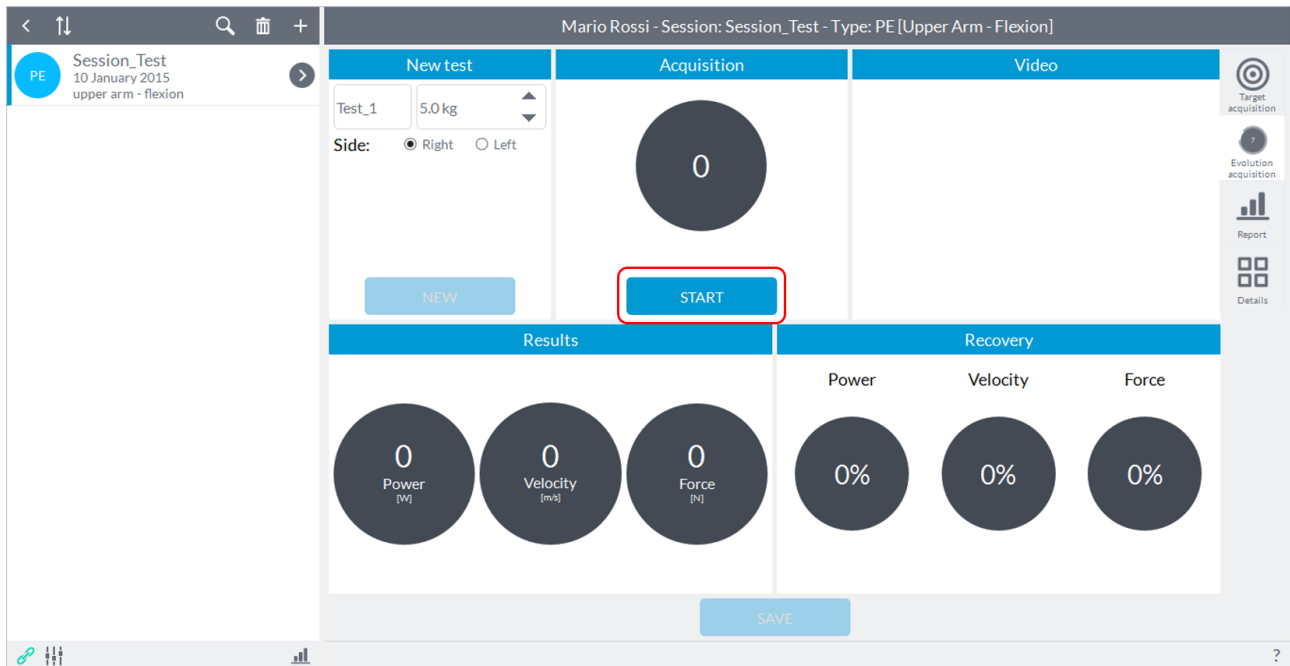 Mario Rossi - Session: Session_Test - Type: PE [Upper Arm - Flexion]
PE
Session_Test
10 January 2015
upper arm - flexion
New test
Test_1
5.0 kg
Side:
Right
Left
NEW
Acquisition
0
START
Video
Target
acquisition
7
Evolution
acquisition
Report
Details
Results
0
Power
[W]
0
Velocity
[m/s]
0
Force
[N]
Recovery
Power
Velocity
Force
0%
0%
0%
SAVE
?